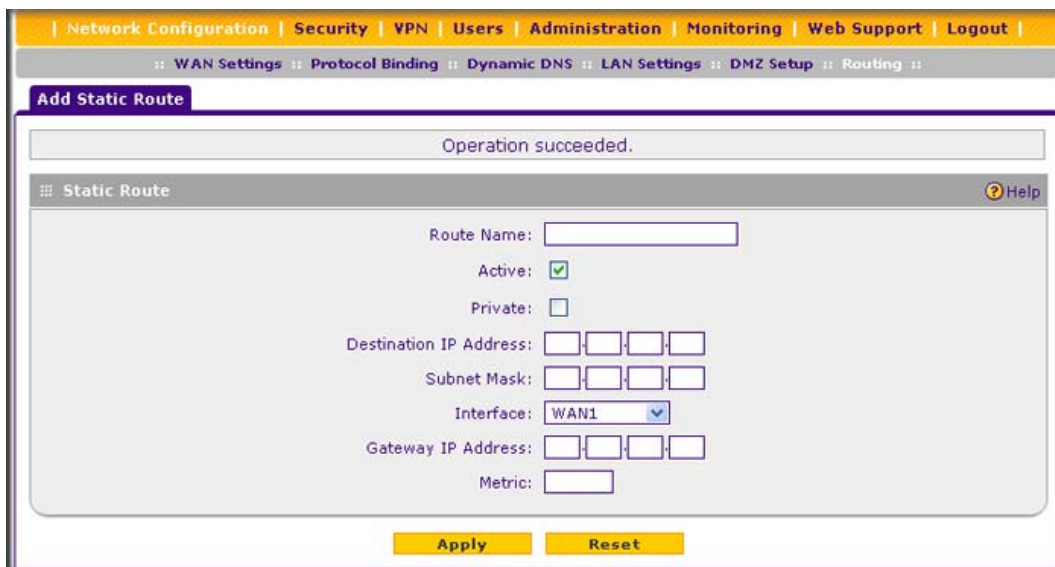 | Network Configuration | Security | VPN | Users | Administration | Monitoring | Web Support | Logout |
:: WAN Settings :: Protocol Binding :: Dynamic DNS :: LAN Settings :: DMZ Setup :: Routing ::
Add Static Route
Operation succeeded.
Static Route
? Help
Route Name:
Active:
Private:
Destination IP Address: . . .
Subnet Mask: . . .
Interface: WAN1
Gateway IP Address: . . .
Metric:
Apply Reset